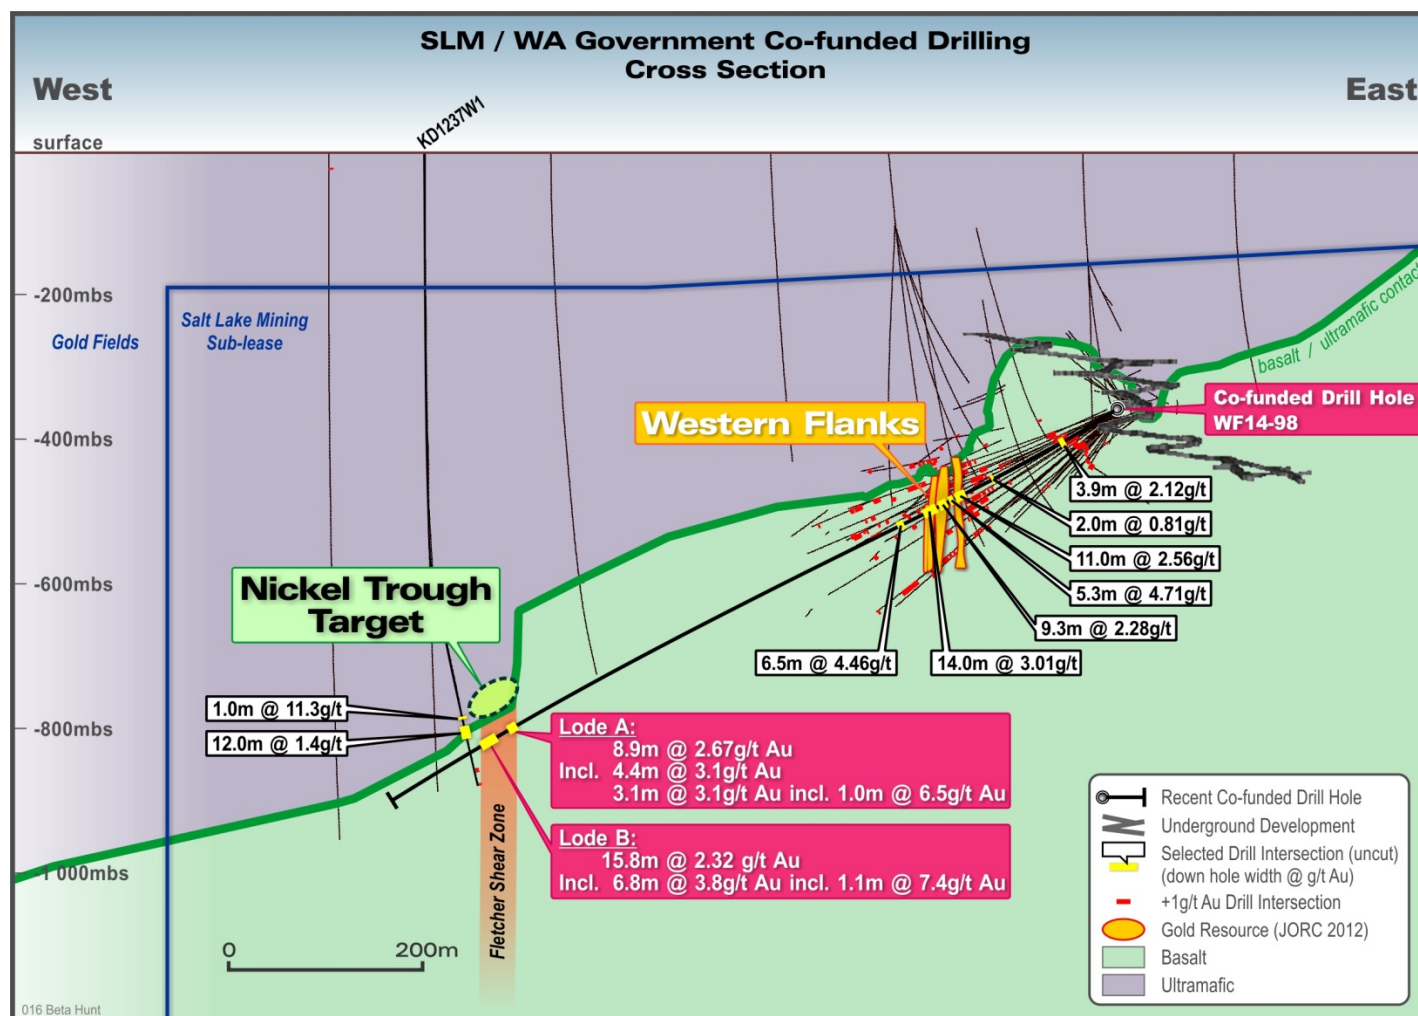 SLM / WA Government Co-funded Drilling
Cross Section
West
East
surface
KD1237W1
-200mbs
Gold Fields
Salt Lake Mining
Sub-lease
basalt / ultramafic contact
-400mbs
Western Flanks
Co-funded Drill Hole
WF14-98
3.9m @ 2.12g/t
2.0m @ 0.81g/t
11.0m @ 2.56g/t
5.3m @ 4.71g/t
9.3m @ 2.28g/t
6.5m @ 4.46g/t
14.0m @ 3.01g/t
-600mbs
Nickel Trough
Target
1.0m @ 11.3g/t
12.0m @ 1.4g/t
-800mbs
Lode A:
8.9m @ 2.67g/t Au
Incl. 4.4m @ 3.1g/t Au
3.1m @ 3.1g/t Au incl. 1.0m @ 6.5g/t Au
Lode B:
15.8m @ 2.32 g/t Au
Incl. 6.8m @ 3.8g/t Au incl. 1.1m @ 7.4g/t Au
Fletcher Shear Zone
-1 000mbs
0 200m
Recent Co-funded Drill Hole
Underground Development
Selected Drill Intersection (uncut)
(down hole width @ g/t Au)
+1g/t Au Drill Intersection
Gold Resource (JORC 2012)
Basalt
Ultramafic
016 Beta Hunt